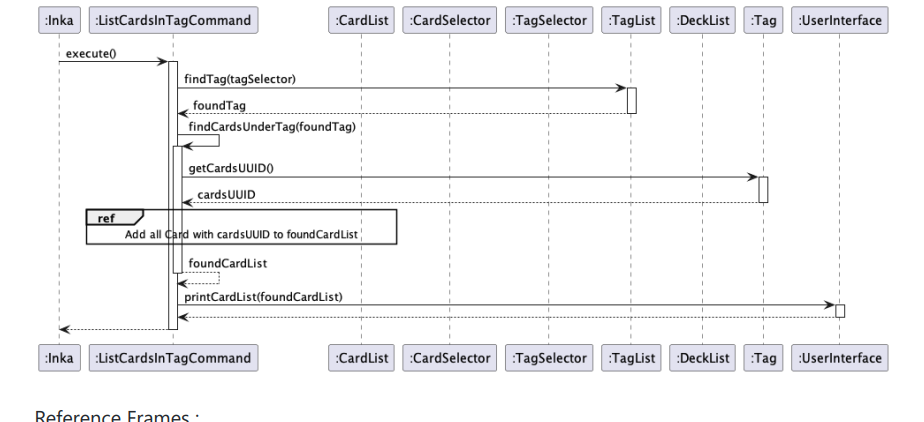 :Inka :ListCardsInTagCommand :CardList :CardSelector :TagSelector :TagList :DeckList :Tag :UserInterface
execute()
findTag(tagSelector)
foundTag
findCardsUnderTag(foundTag)
getCardsUUID()
cardsUUID
ref
Add all Card with cardsUUID to foundCardList
foundCardList
printCardList(foundCardList)
:Inka :ListCardsInTagCommand :CardList :CardSelector :TagSelector :TagList :DeckList :Tag :UserInterface
Reference Frames :